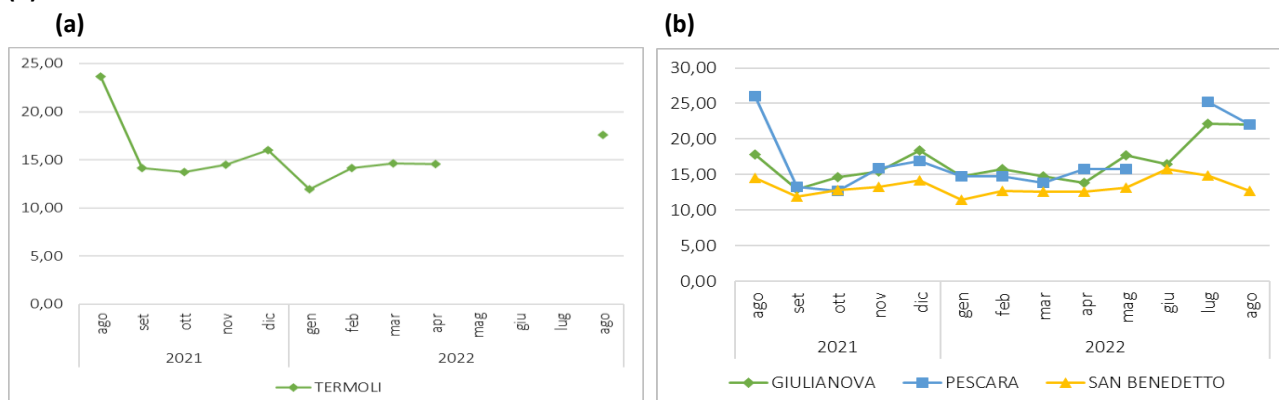 (a)
(b)
25,00
20,00
15,00
10,00
5,00
0,00
ago set ott nov dic gen feb mar apr mag giu lug ago
2021 2022
TERMOLI
30,00
25,00
20,00
15,00
10,00
5,00
0,00
ago set ott nov dic gen feb mar apr mag giu lug ago
2021 2022
GIULIANOVA PESCARA SAN BENEDETTO